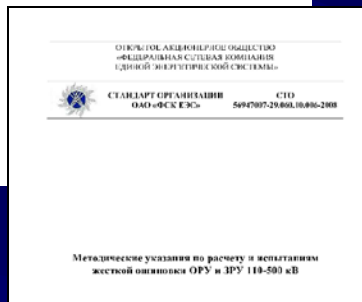 ОТКРЫТОЕ АКЦИОНЕРНОЕ ОБЩЕСТВО
«ФЕДЕРАЛЬНАЯ СЕТЕВАЯ КОМПАНИЯ
ЕДИНОЙ ЭНЕРГЕТИЧЕСКОЙ СИСТЕМЫ»
СТАНДАРТ ОРГАНИЗАЦИИ
ОАО «ФСК ЕЭС»
СТО
56947007-29.060.10.006-2008
Методические указания по расчету и испытаниям
жесткой ошиновки ОРУ и ЗРУ 110-500 кВ